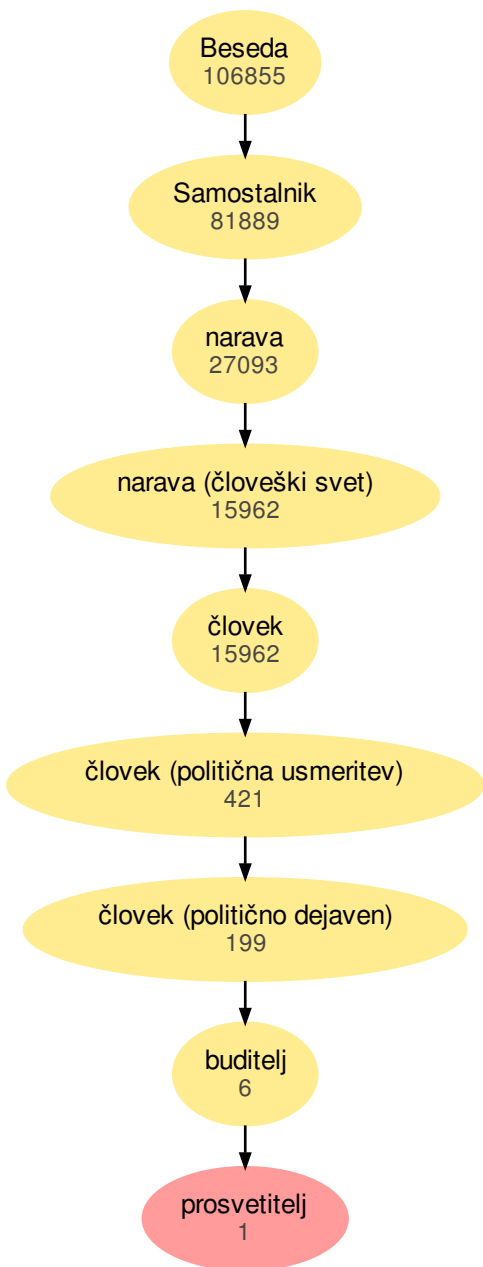 Beseda
106855
Samostalnik
81889
narava
27093
narava (človeški svet)
15962
človek
15962
človek (politična usmeritev)
421
človek (politično dejaven)
199
buditelj
6
prosvetitelj
1